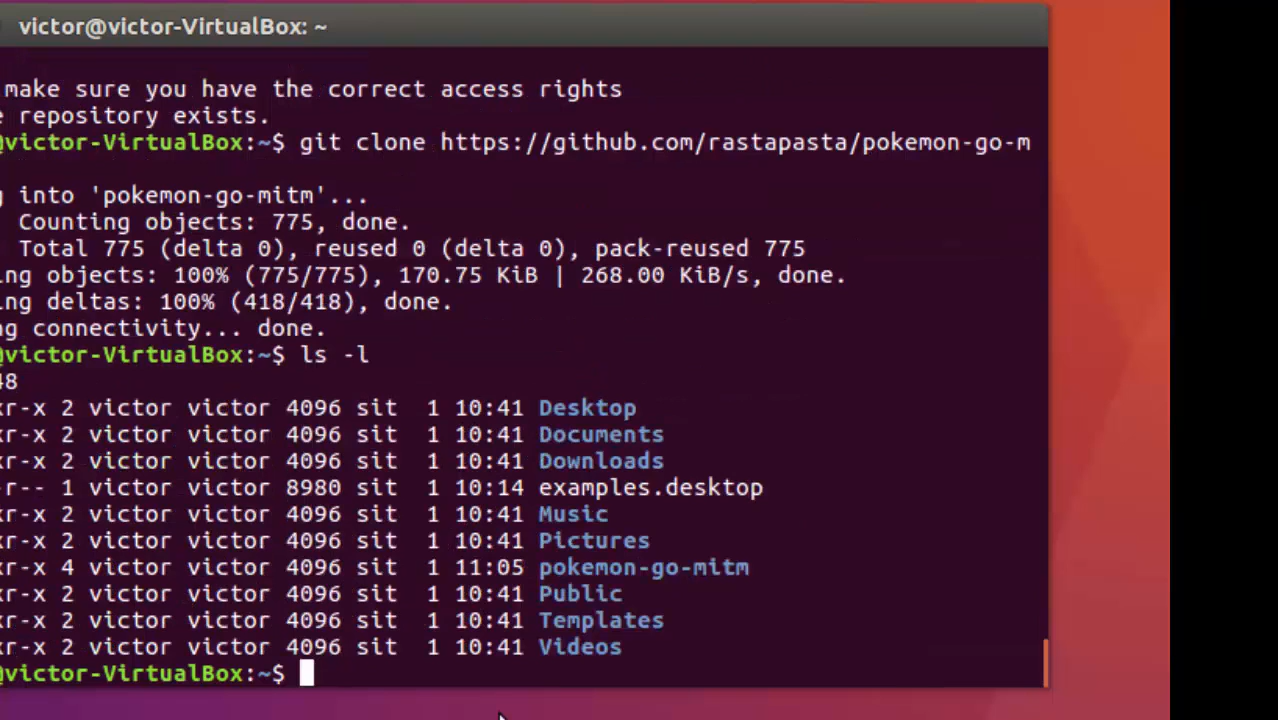 victor@victor-VirtualBox: ~
make sure you have the correct access rights
repository exists.
@victor-VirtualBox:~$ git clone https://github.com/rastapasta/pokemon-go-m
into 'pokemon-go-mitm'...
Counting objects: 775, done.
Total 775 (delta 0), reused 0 (delta 0), pack-reused 775
ing objects: 100% (775/775), 170.75 KiB | 268.00 KiB/s, done.
ing deltas: 100% (418/418), done.
ng connectivity... done.
@victor-VirtualBox:~$ ls -l
48
xr-x 2 victor victor 4096 sit  1 10:41 Desktop
xr-x 2 victor victor 4096 sit  1 10:41 Documents
xr-x 2 victor victor 4096 sit  1 10:41 Downloads
-r-- 1 victor victor 8980 sit  1 10:14 examples.desktop
xr-x 2 victor victor 4096 sit  1 10:41 Music
xr-x 2 victor victor 4096 sit  1 10:41 Pictures
xr-x 4 victor victor 4096 sit  1 11:05 pokemon-go-mitm
xr-x 2 victor victor 4096 sit  1 10:41 Public
xr-x 2 victor victor 4096 sit  1 10:41 Templates
xr-x 2 victor victor 4096 sit  1 10:41 Videos
@victor-VirtualBox:~$